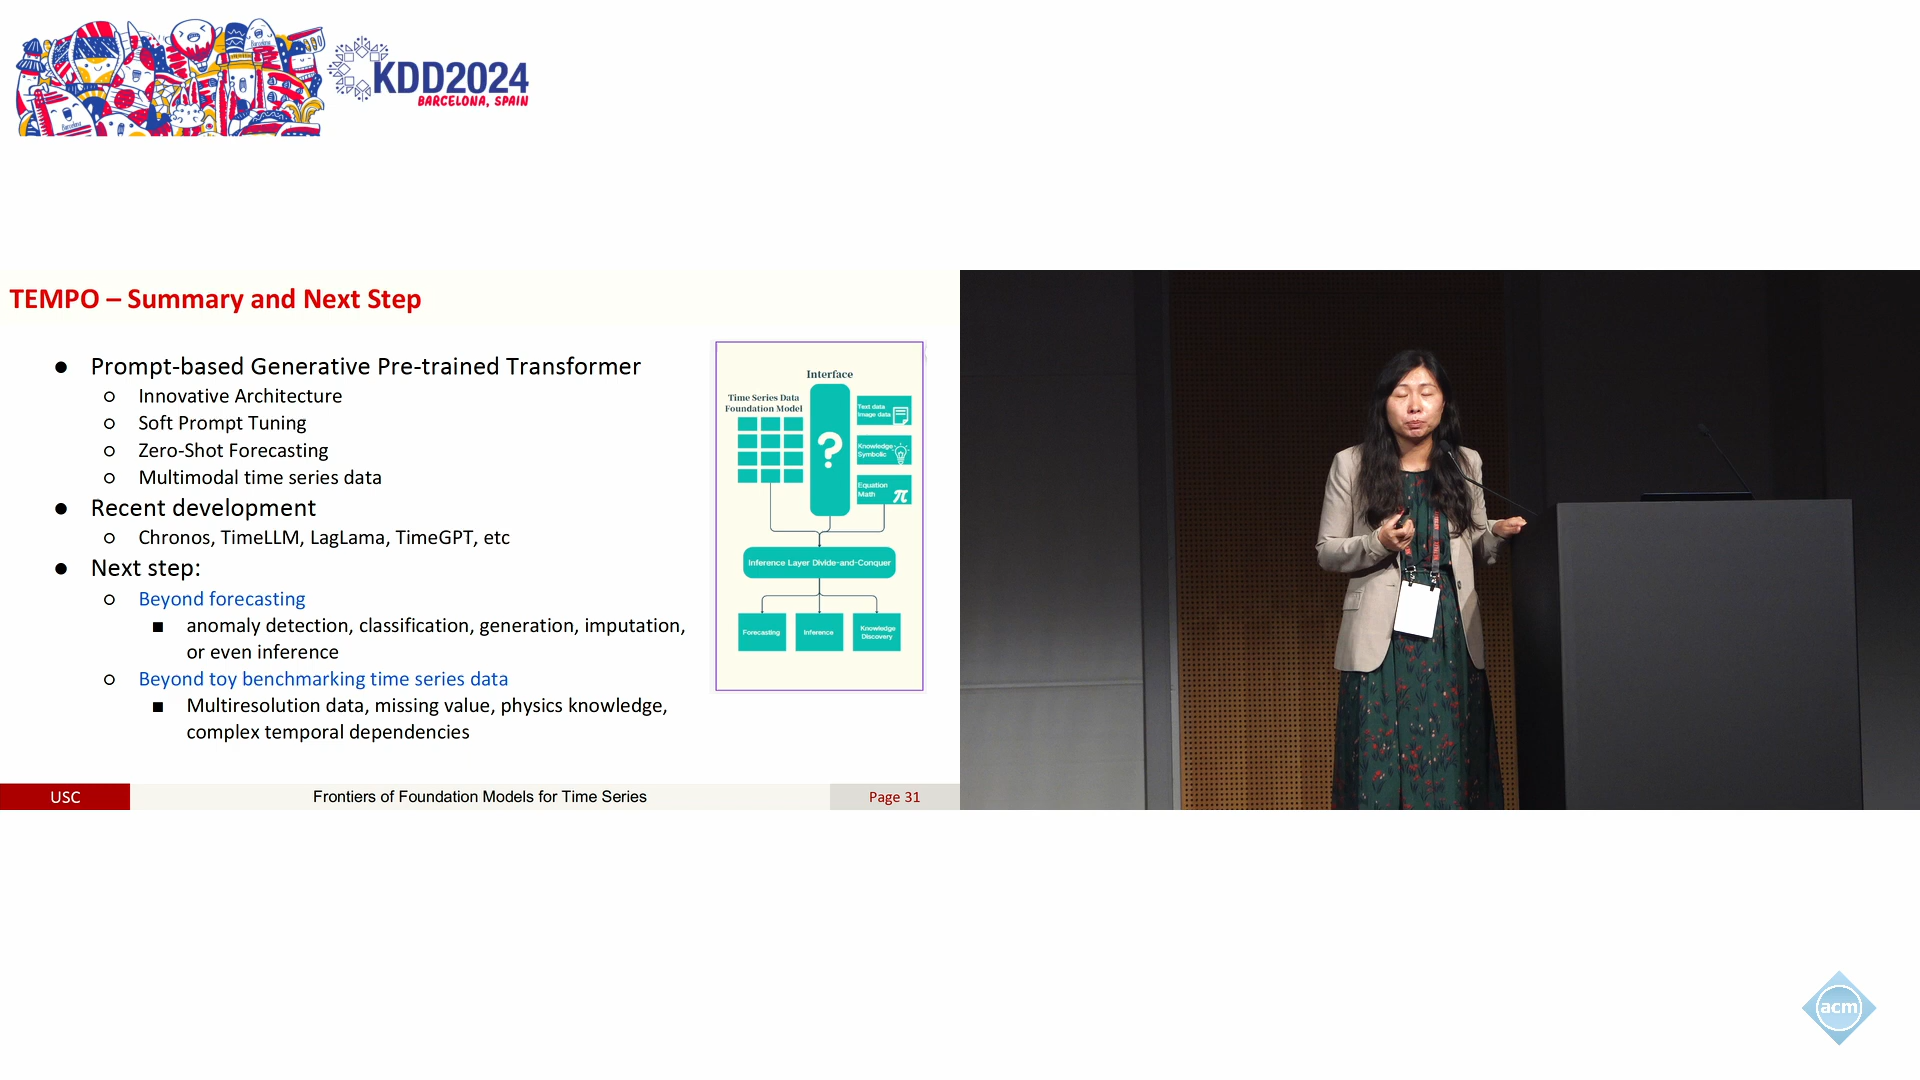 KDD2024
BARCELONA, SPAIN
TEMPO – Summary and Next Step
● Prompt-based Generative Pre-trained Transformer
○ Innovative Architecture
○ Soft Prompt Tuning
○ Zero-Shot Forecasting
○ Multimodal time series data
● Recent development
○ Chronos, TimeLLM, LagLlama, TimeGPT, etc
● Next step:
○ Beyond forecasting
■ anomaly detection, classification, generation, imputation,
or even inference
○ Beyond toy benchmarking time series data
■ Multiresolution data, missing value, physics knowledge,
complex temporal dependencies
Interface
Time Series Data
Foundation Model
?
Text data
image data
Knowledge
Symbolic
Equation
Math
π
Inference Layer Divide-and-Conquer
Forecasting
Inference
Knowledge
Discovery
USC
Frontiers of Foundation Models for Time Series
Page 31
acm